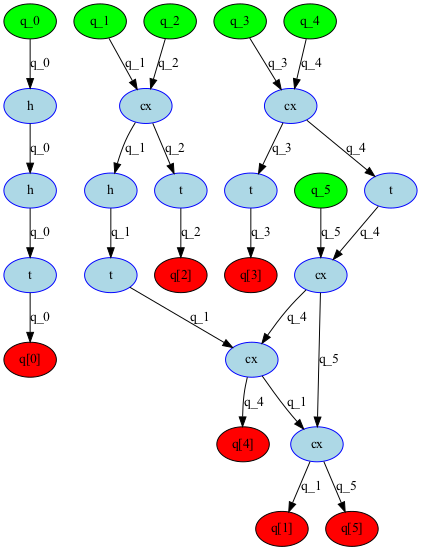 q_0 q_1 q_2 q_3 q_4
q_0 q_1 q_2 q_3 q_4
h cx cx
q_0 q_1 q_2 q_3 q_4
h h t t q_5 t
q_0 q_1 q_2 q_3 q_5 q_4
t t q[2] q[3] cx
q_0 q_1 q_4 q_5
q[0] cx
q_4 q_1
q[4] cx
q_1 q_5
q[1] q[5]